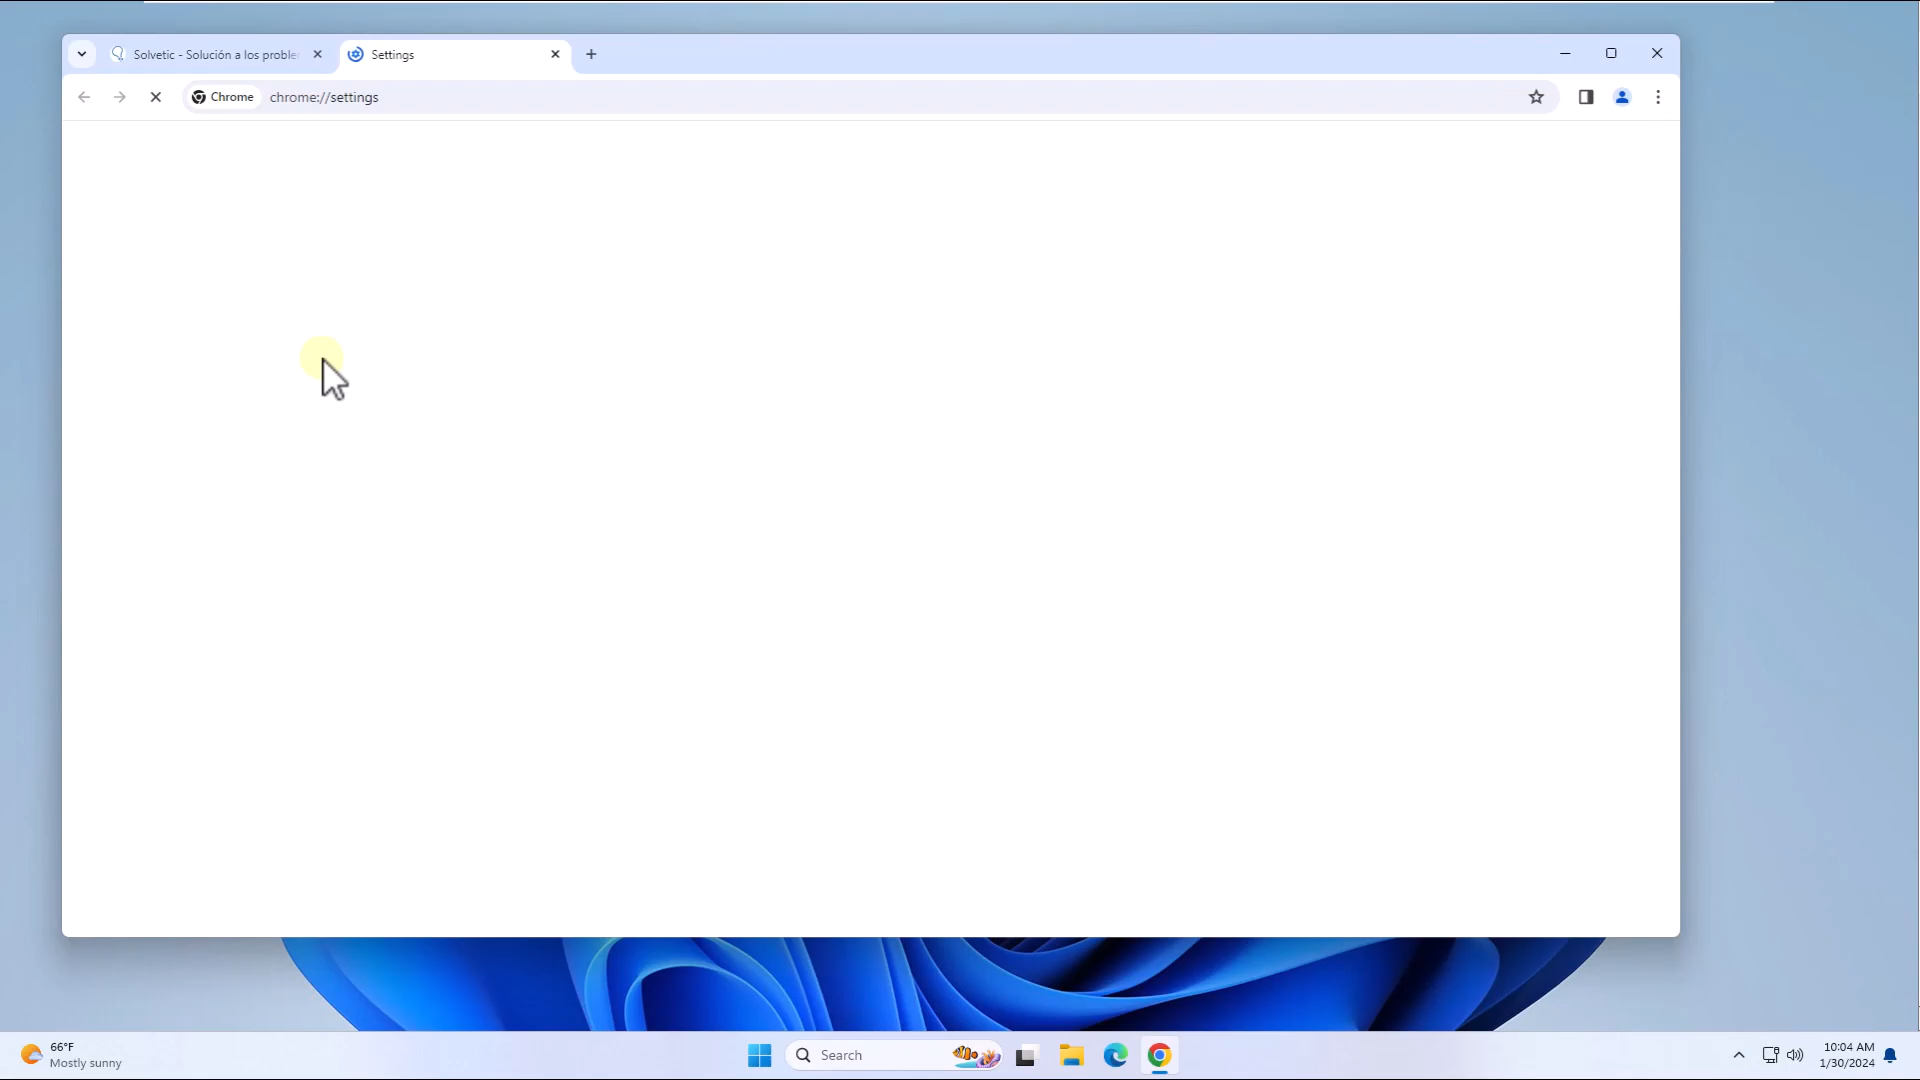 Solvetic - Solución a los proble
Settings
Chrome
chrome://settings
66°F
Mostly sunny
Search
10:04 AM
1/30/2024